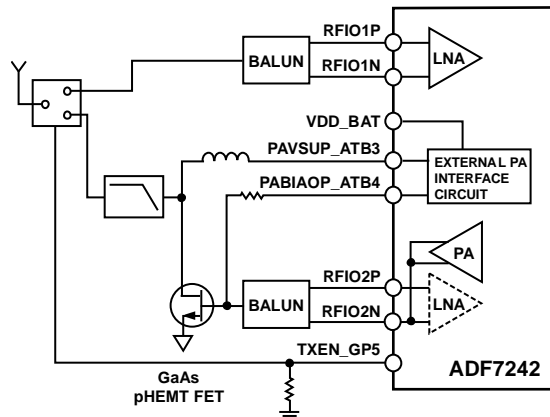 RFIO1P
BALUN
RFIO1N
LNA
VDD_BAT
PAVSUP_ATB3
EXTERNAL PA
INTERFACE
CIRCUIT
PABIAOP_ATB4
PA
RFIO2P
BALUN
LNA
RFIO2N
TXEN_GP5
ADF7242
GaAs
pHEMT FET